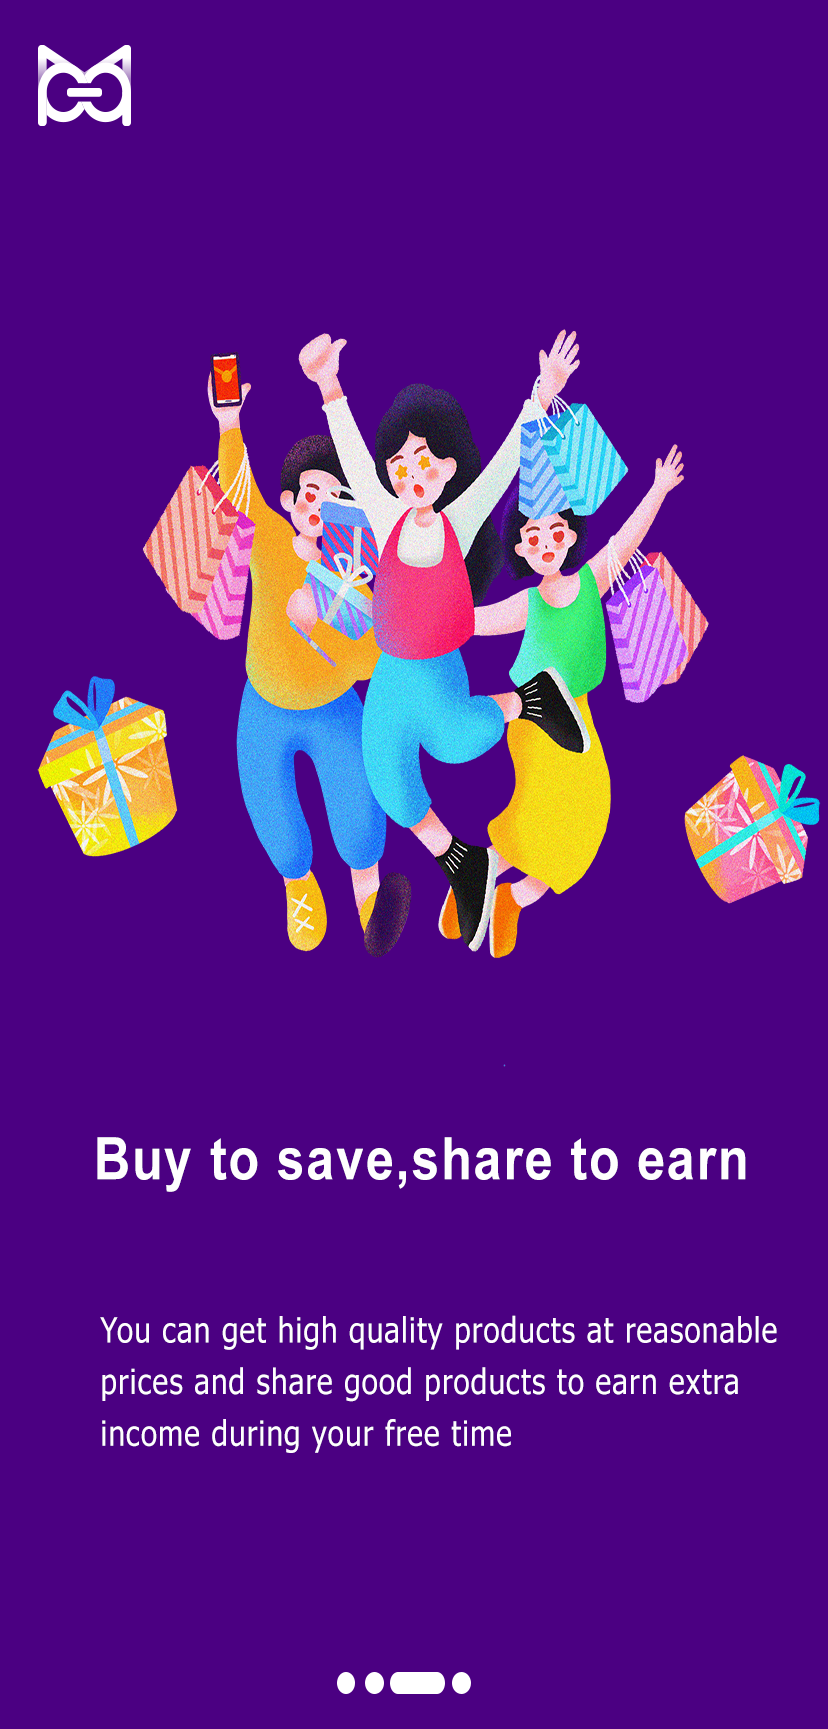 Buy to save,share to earn
You can get high quality products at reasonable
prices and share good products to earn extra
income during your free time